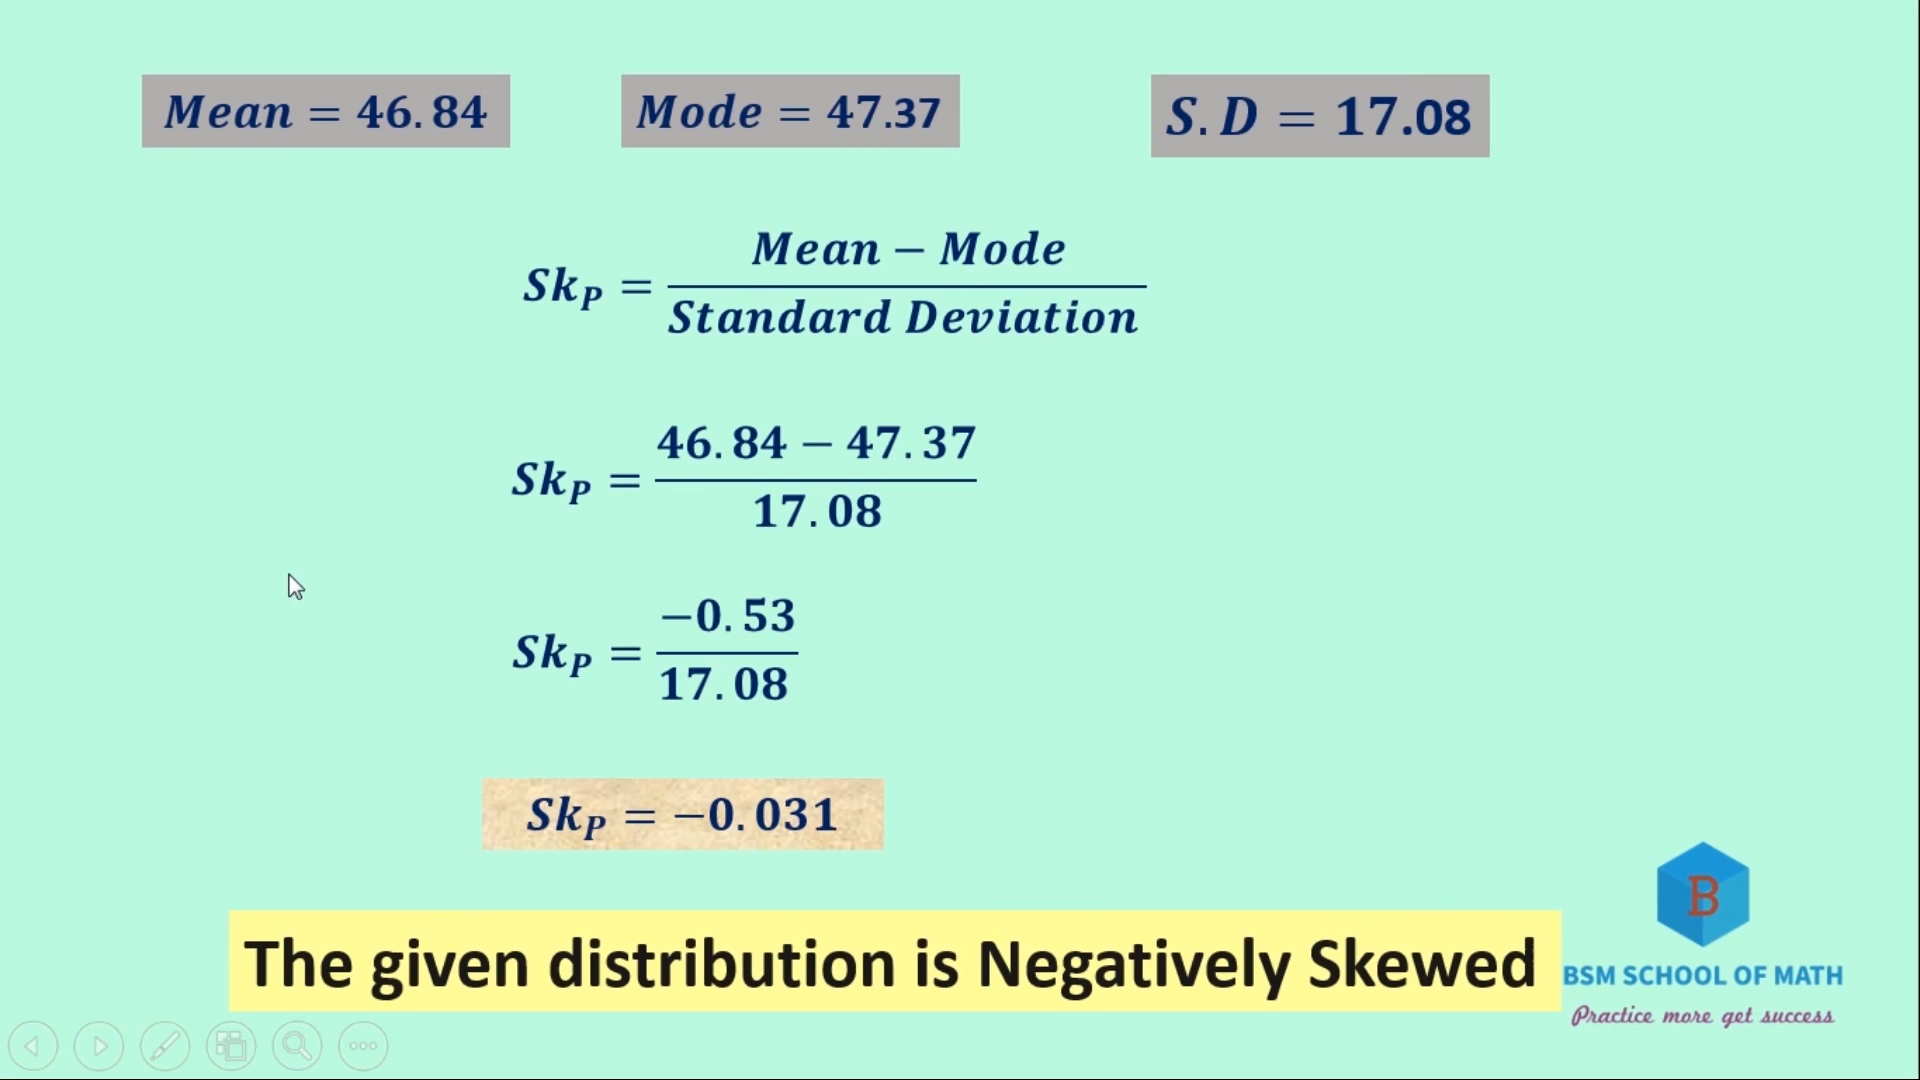 Mean = 46.84
Mode = 47.37
S.D = 17.08
Sk_P = (Mean − Mode) / (Standard Deviation)
Sk_P = (46.84 − 47.37) / 17.08
Sk_P = −0.53 / 17.08
Sk_P = −0.031
The given distribution is Negatively Skewed
B
BSM SCHOOL OF MATH
Practice more get success